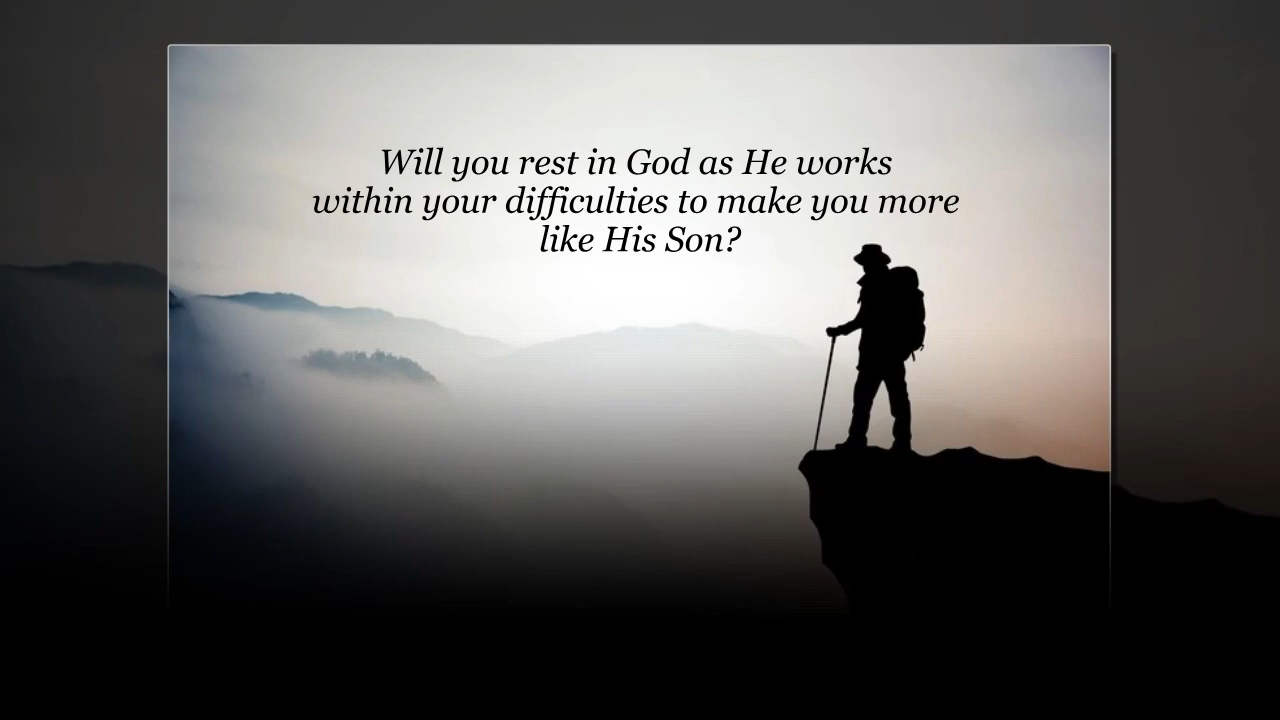 Will you rest in God as He works
within your difficulties to make you more
like His Son?